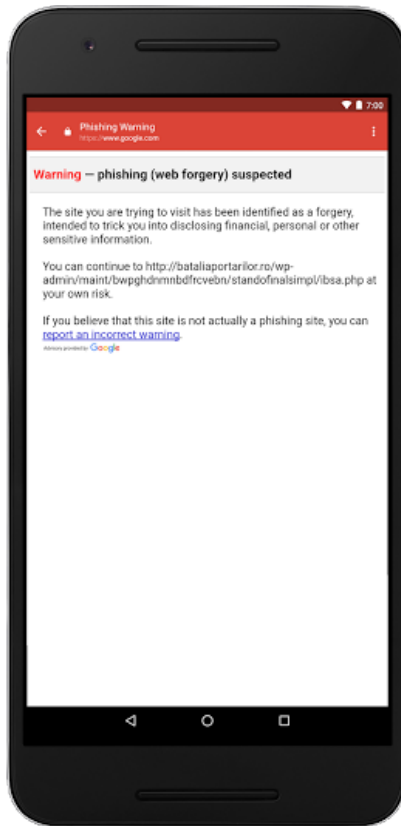 7:00
Phishing Warning
https://www.google.com
Warning — phishing (web forgery) suspected
The site you are trying to visit has been identified as a forgery,
intended to trick you into disclosing financial, personal or other
sensitive information.
You can continue to http://bataliaportarilor.ro/wp-
admin/maint/bwpghdnmnbdfrcvebn/standofinalsimpl/ibsa.php at
your own risk.
If you believe that this site is not actually a phishing site, you can
report an incorrect warning.
Advisory provided by Google